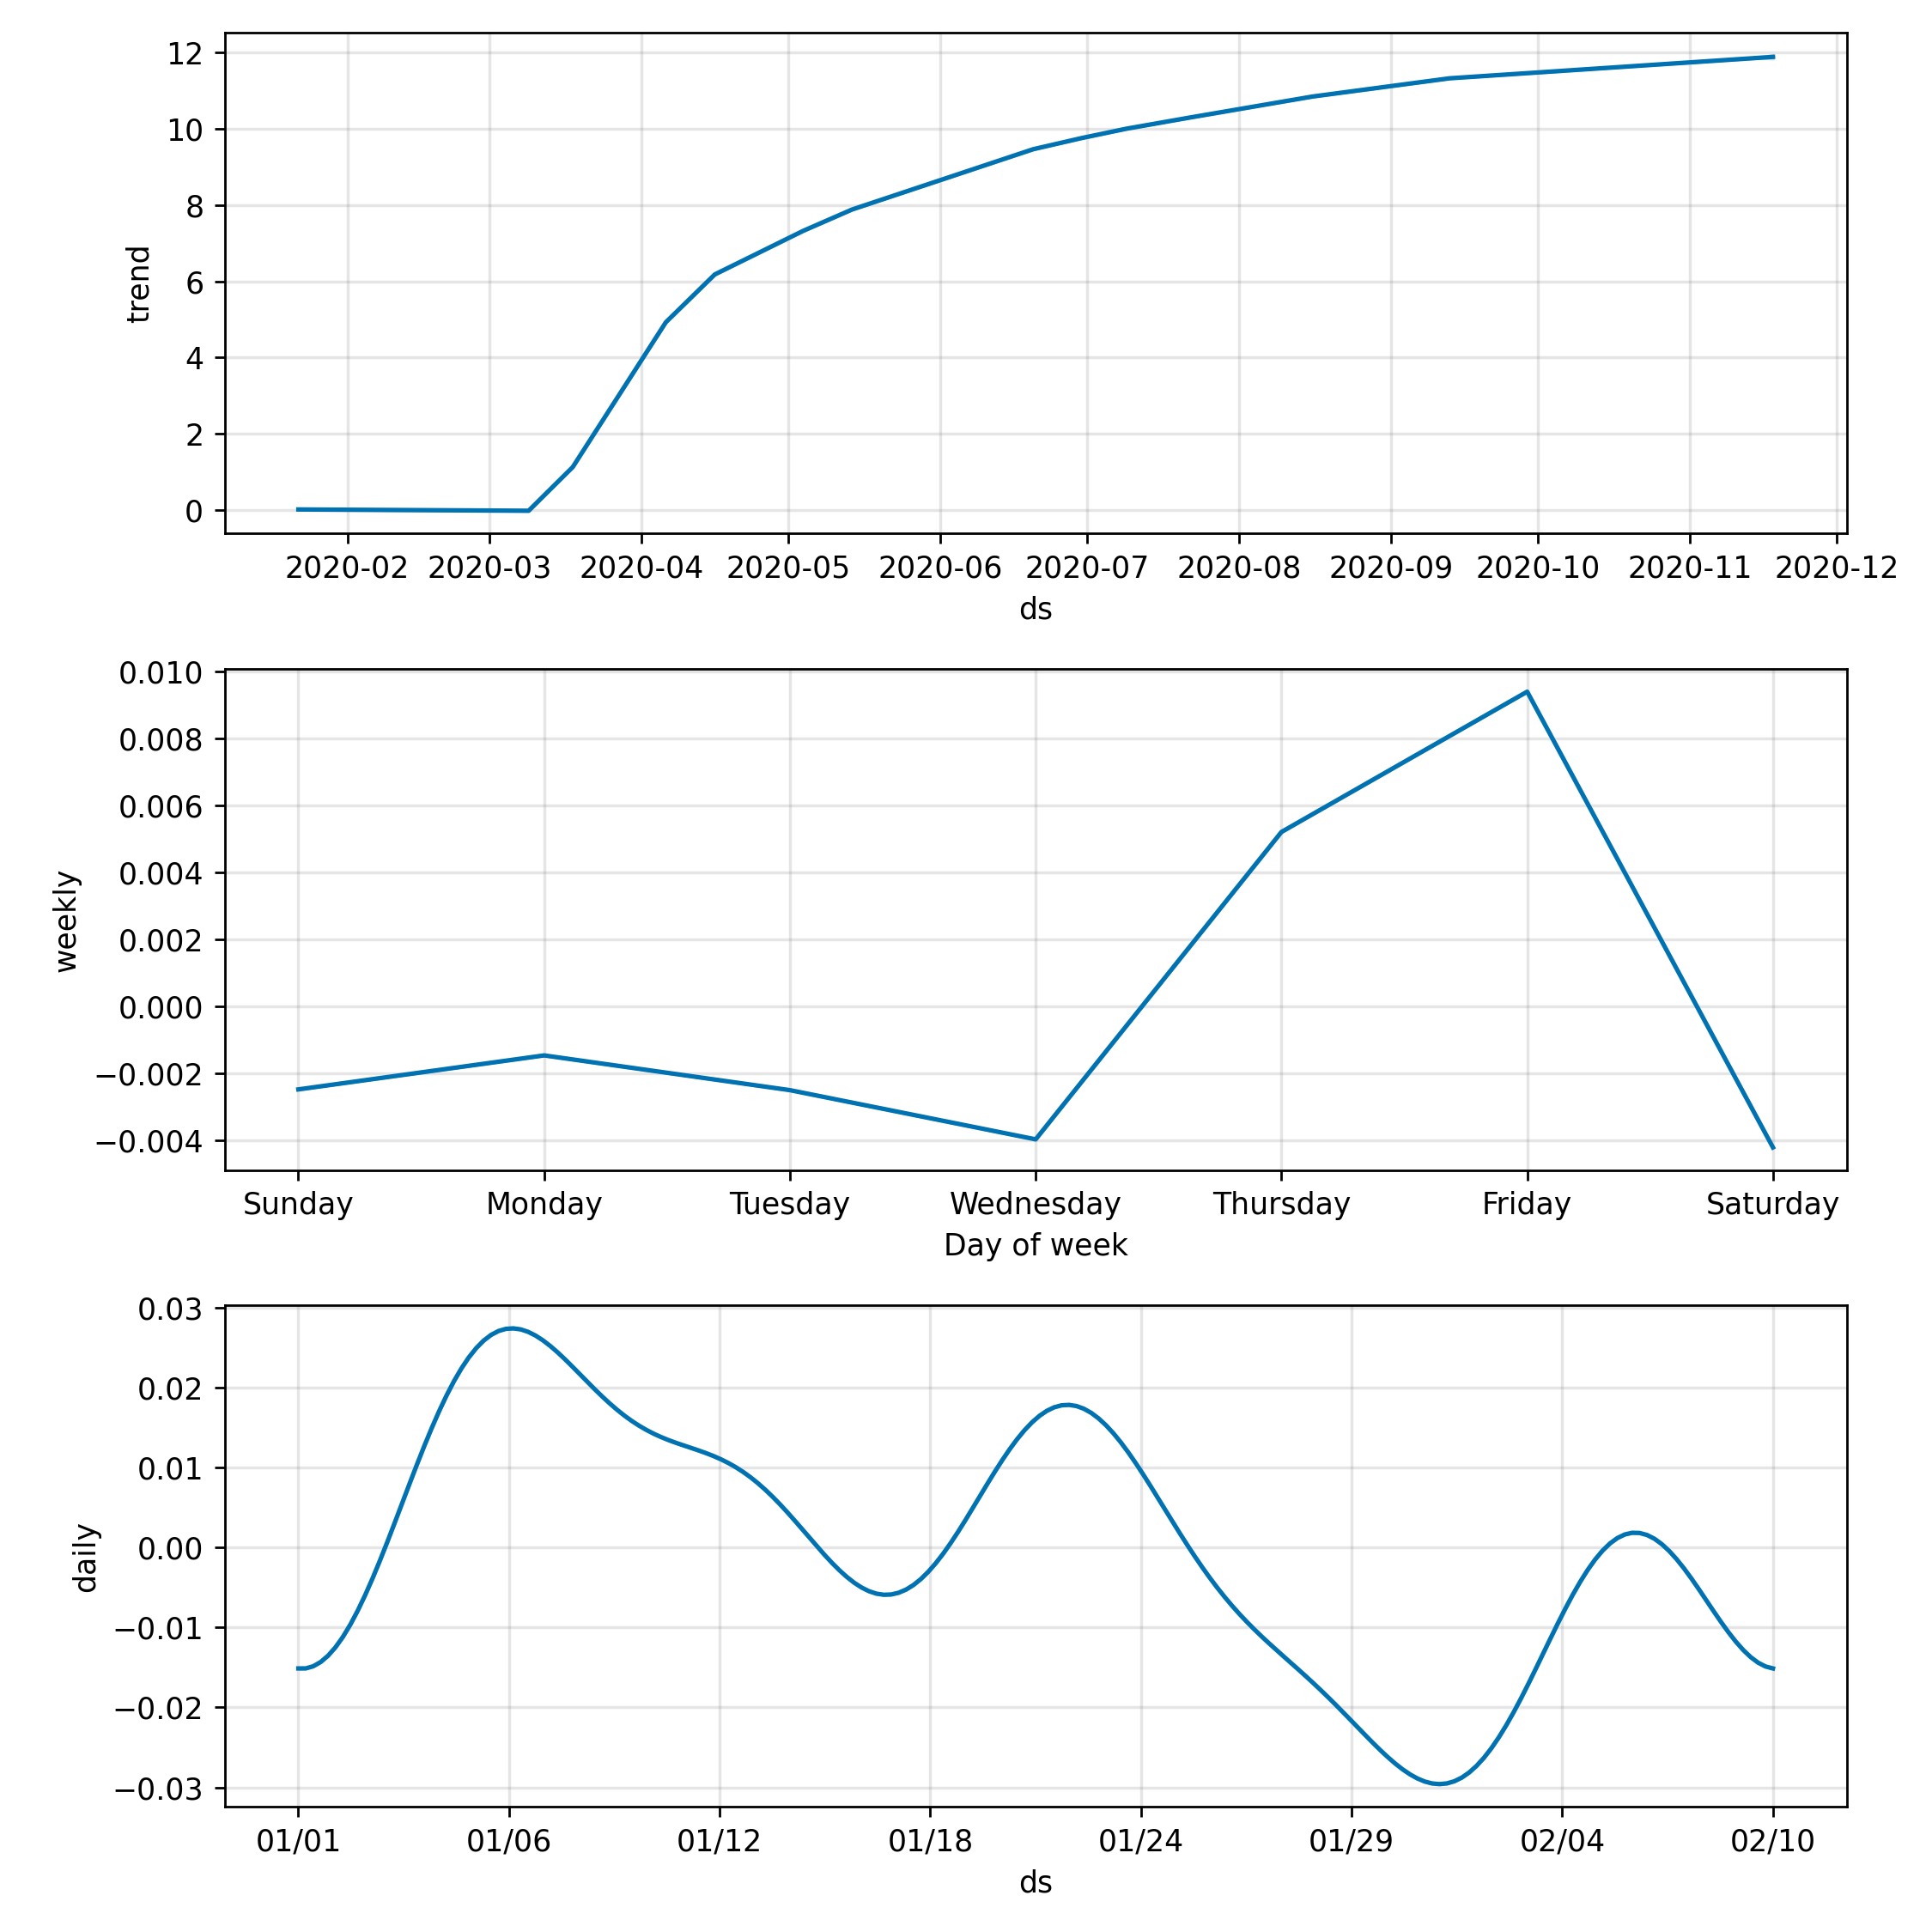 12
10
8
6
4
2
0
trend
2020-02 2020-03 2020-04 2020-05 2020-06 2020-07 2020-08 2020-09 2020-10 2020-11 2020-12
ds
0.010
0.008
0.006
0.004
0.002
0.000
−0.002
−0.004
weekly
Sunday Monday Tuesday Wednesday Thursday Friday Saturday
Day of week
0.03
0.02
0.01
0.00
−0.01
−0.02
−0.03
daily
01/01 01/06 01/12 01/18 01/24 01/29 02/04 02/10
ds